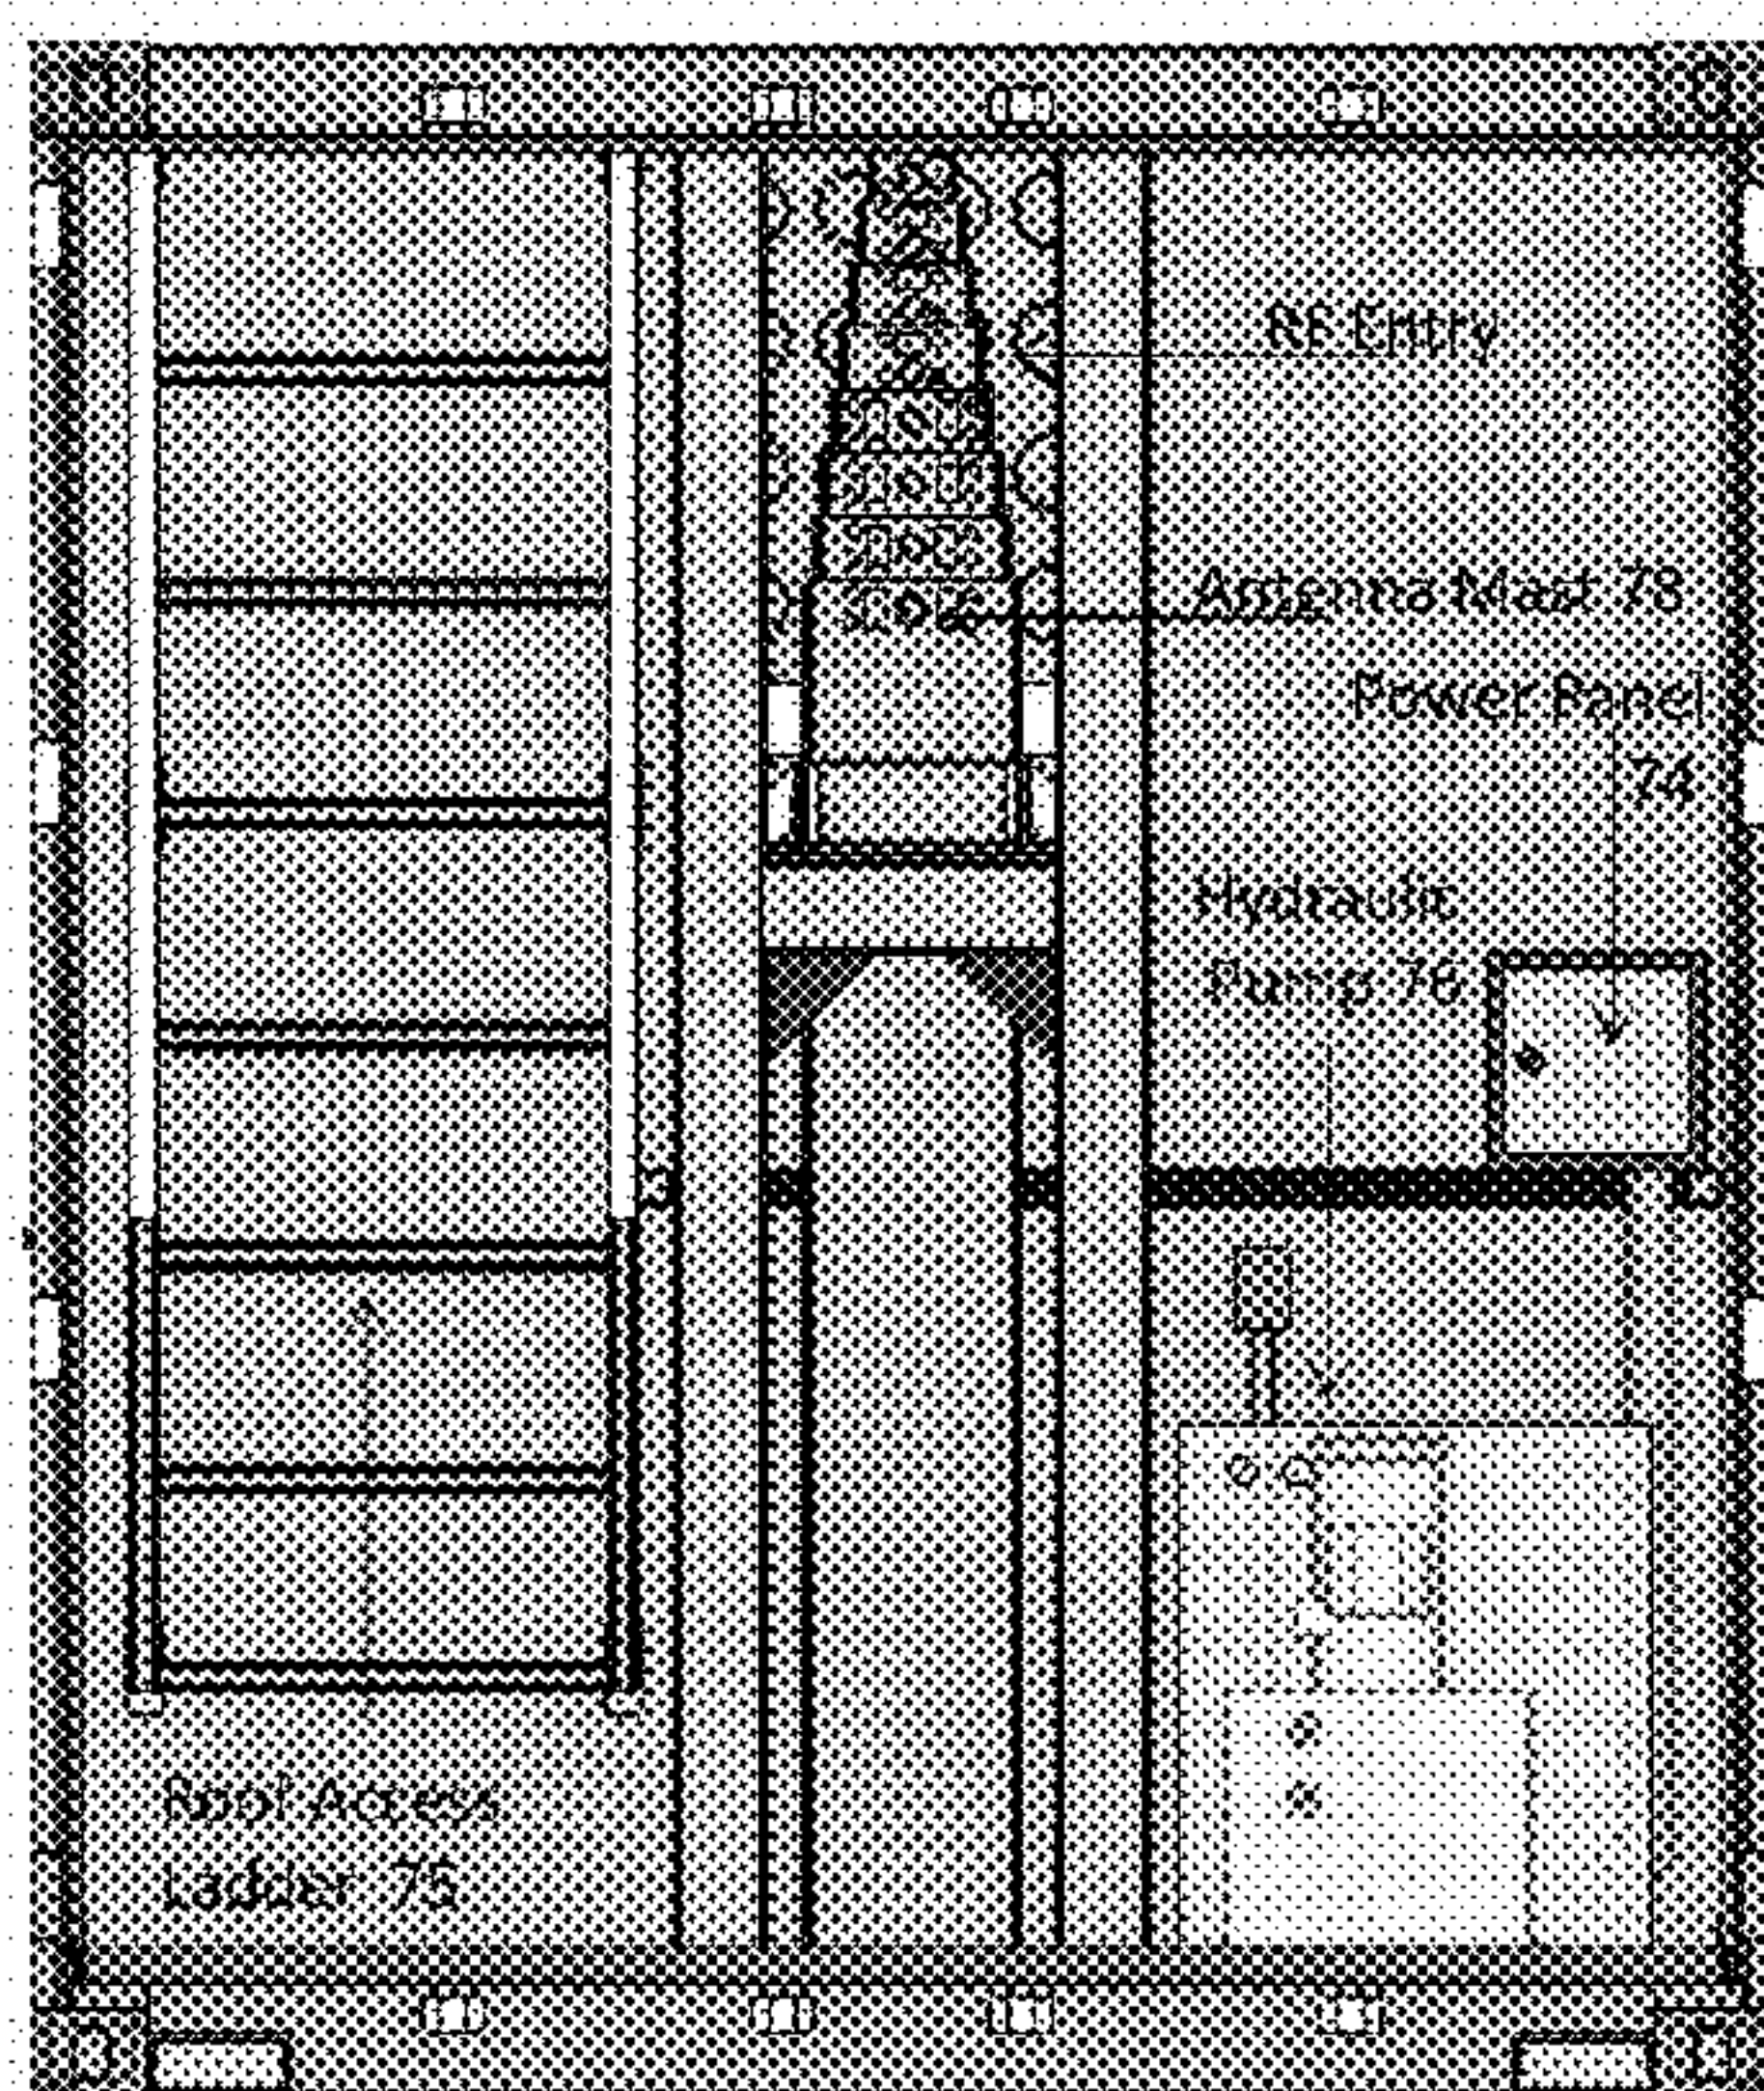 RF Entry
Antenna Mast 78
Power Panel
74
Hydraulic
Pump 76
Roof Access
Ladder 75